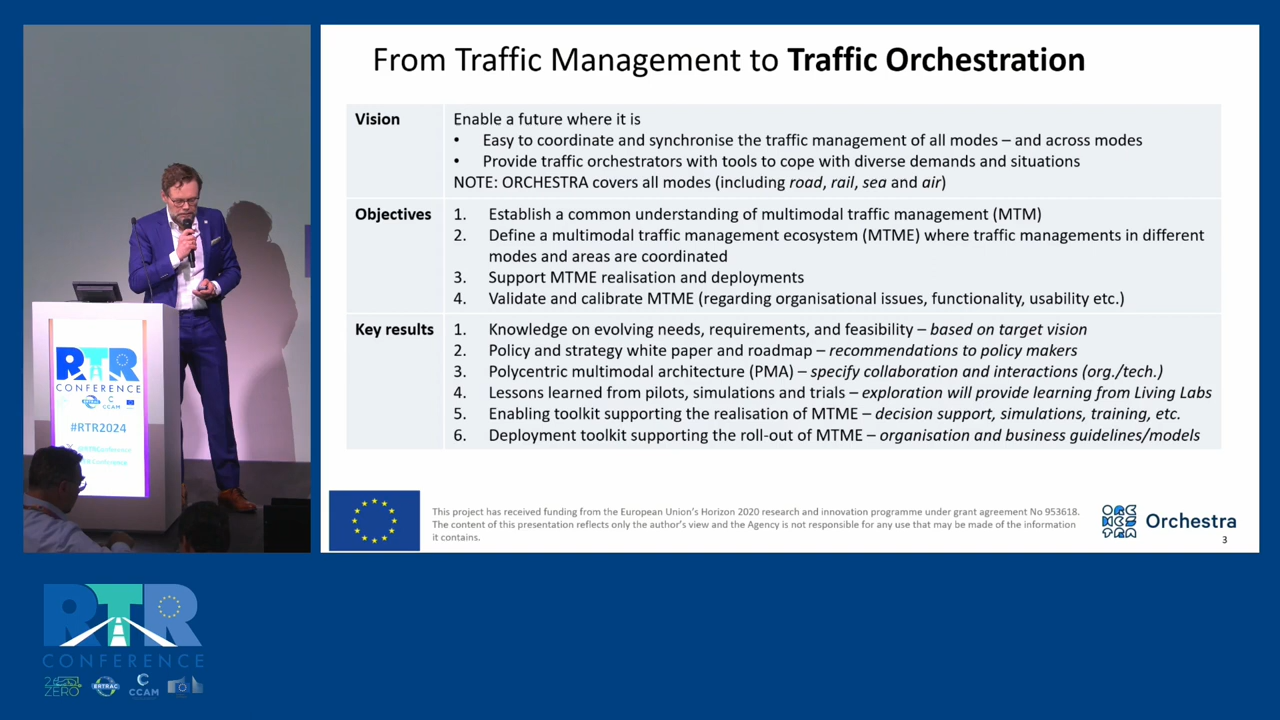 From Traffic Management to Traffic Orchestration
Vision
Enable a future where it is
• Easy to coordinate and synchronise the traffic management of all modes – and across modes
• Provide traffic orchestrators with tools to cope with diverse demands and situations
NOTE: ORCHESTRA covers all modes (including road, rail, sea and air)
Objectives
1. Establish a common understanding of multimodal traffic management (MTM)
2. Define a multimodal traffic management ecosystem (MTME) where traffic managements in different
modes and areas are coordinated
3. Support MTME realisation and deployments
4. Validate and calibrate MTME (regarding organisational issues, functionality, usability etc.)
Key results
1. Knowledge on evolving needs, requirements, and feasibility – based on target vision
2. Policy and strategy white paper and roadmap – recommendations to policy makers
3. Polycentric multimodal architecture (PMA) – specify collaboration and interactions (org./tech.)
4. Lessons learned from pilots, simulations and trials – exploration will provide learning from Living Labs
5. Enabling toolkit supporting the realisation of MTME – decision support, simulations, training, etc.
6. Deployment toolkit supporting the roll-out of MTME – organisation and business guidelines/models
This project has received funding from the European Union's Horizon 2020 research and innovation programme under grant agreement No 953618.
The content of this presentation reflects only the author's view and the Agency is not responsible for any use that may be made of the information
it contains.
ORC
HES
TRA
Orchestra
3
RTR
CONFERENCE
ERTRAC
CCAM
#RTR2024
RTR
CONFERENCE
2ZERO
ERTRAC
CCAM